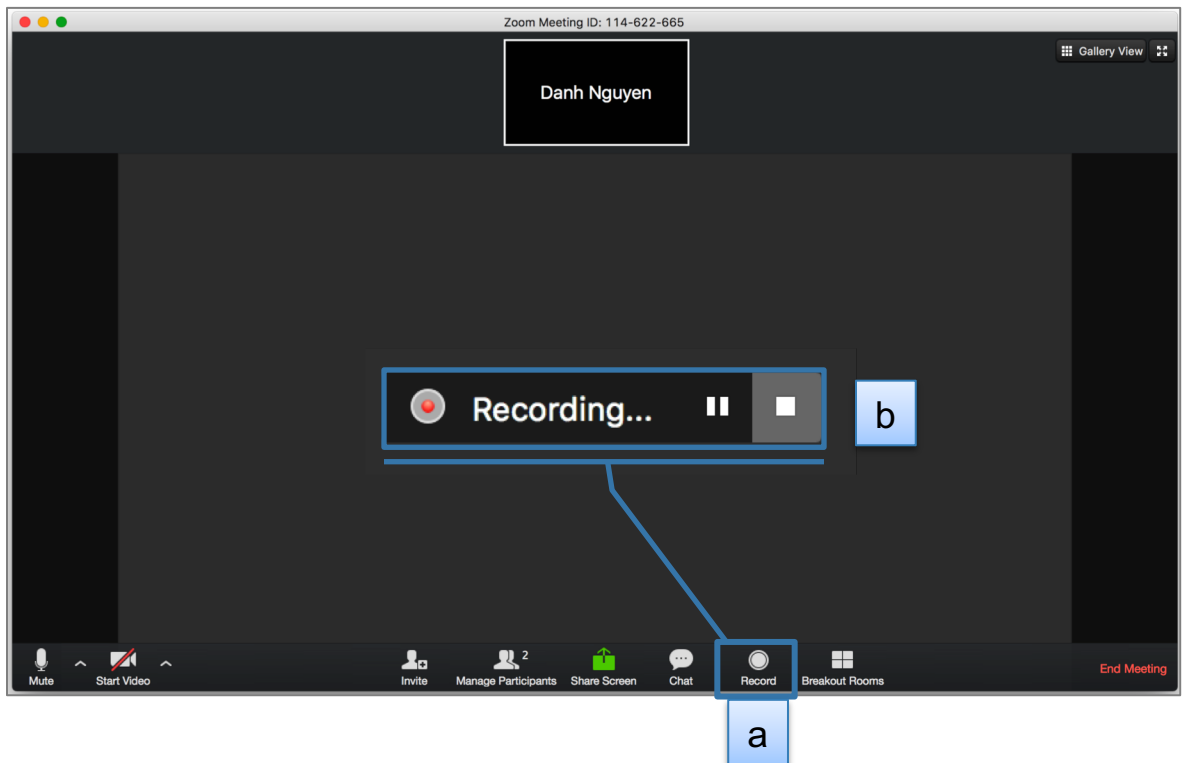 Zoom Meeting ID: 114-622-665
Gallery View
Danh Nguyen
Recording...
b
2
Mute
Start Video
Invite
Manage Participants
Share Screen
Chat
Record
Breakout Rooms
End Meeting
a